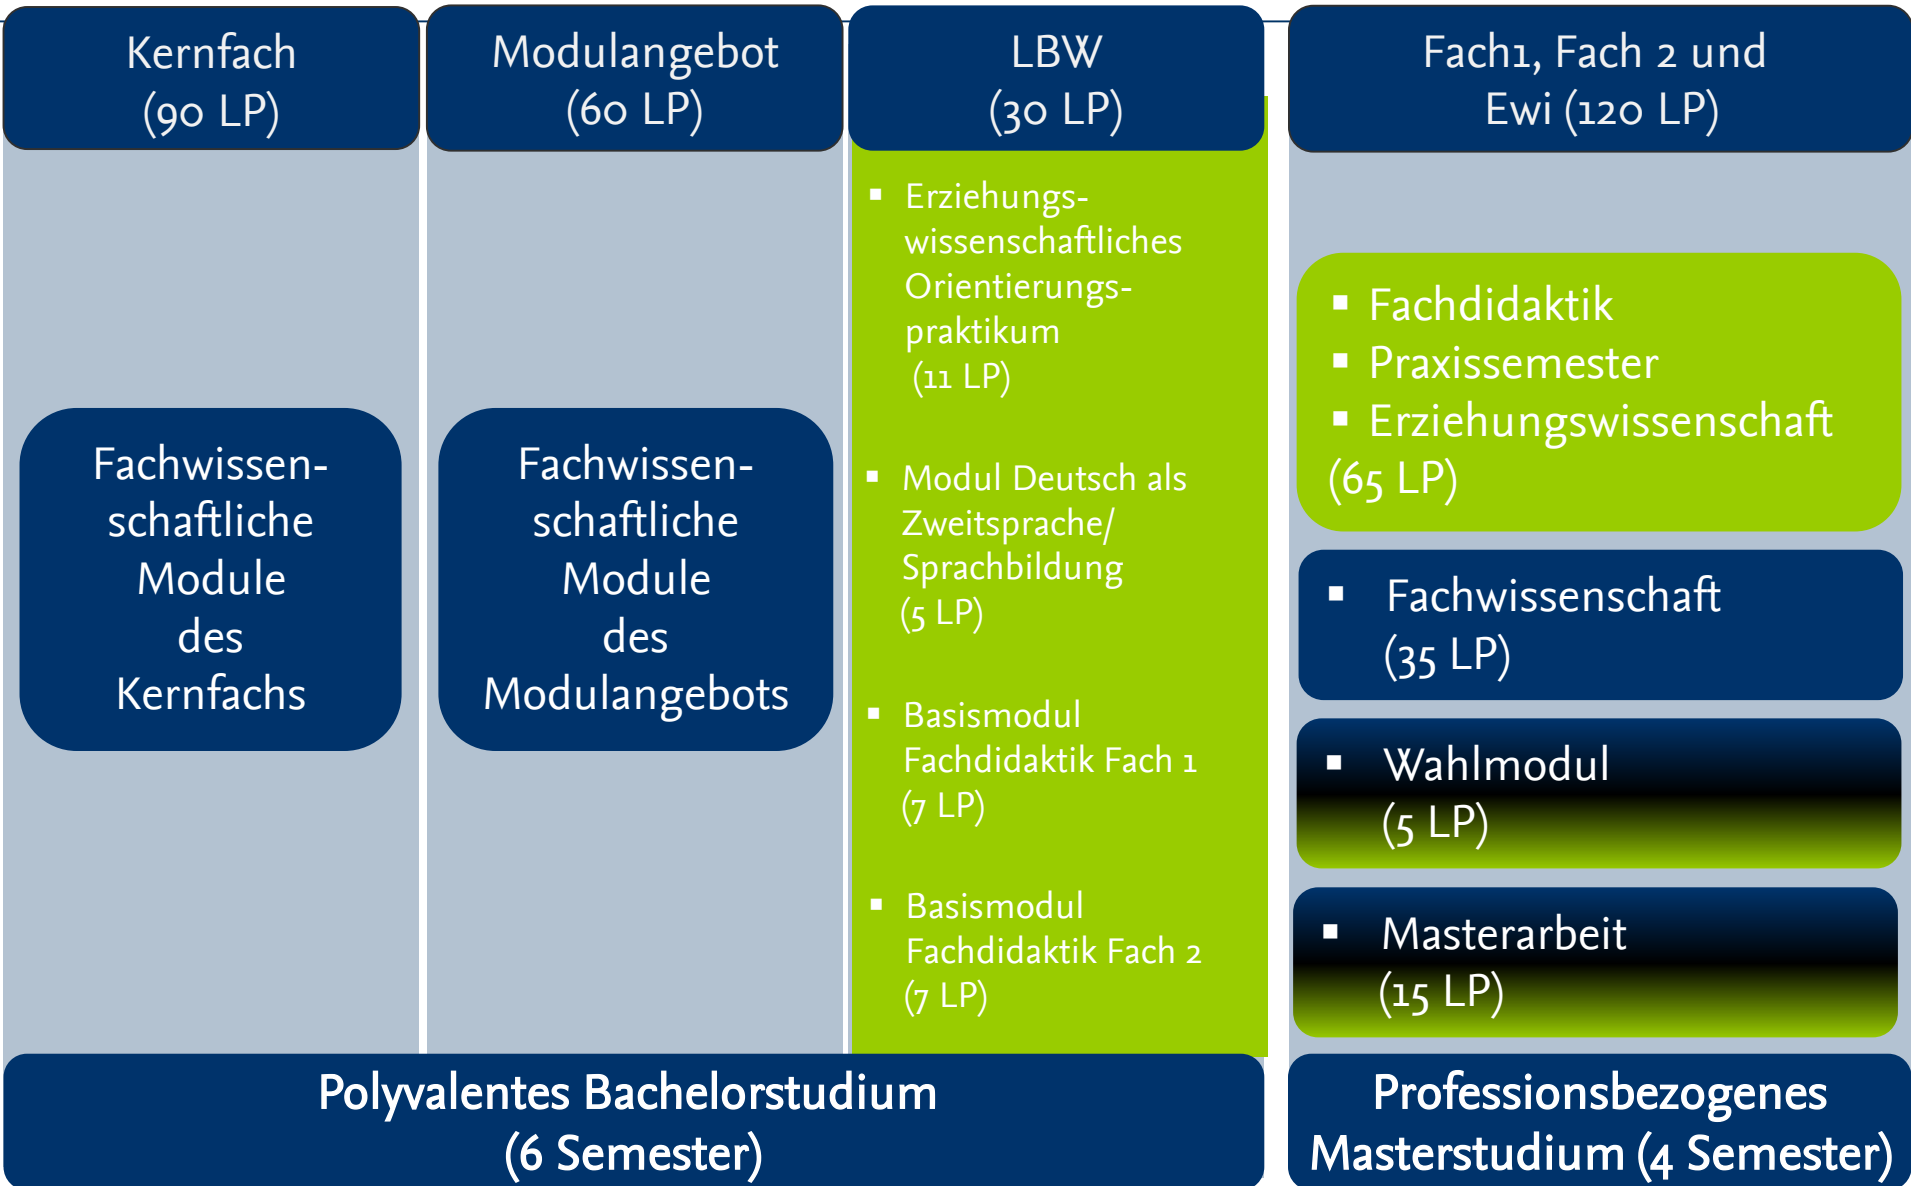 Kernfach
(90 LP)
Modulangebot
(60 LP)
LBW
(30 LP)
Fach1, Fach 2 und
Ewi (120 LP)
Fachwissen-
schaftliche
Module
des
Kernfachs
Fachwissen-
schaftliche
Module
des
Modulangebots
▪ Erziehungs-
wissenschaftliches
Orientierungs-
praktikum
(11 LP)
▪ Modul Deutsch als
Zweitsprache/
Sprachbildung
(5 LP)
▪ Basismodul
Fachdidaktik Fach 1
(7 LP)
▪ Basismodul
Fachdidaktik Fach 2
(7 LP)
▪ Fachdidaktik
▪ Praxissemester
▪ Erziehungswissenschaft
(65 LP)
▪ Fachwissenschaft
(35 LP)
▪ Wahlmodul
(5 LP)
▪ Masterarbeit
(15 LP)
Polyvalentes Bachelorstudium
(6 Semester)
Professionsbezogenes
Masterstudium (4 Semester)